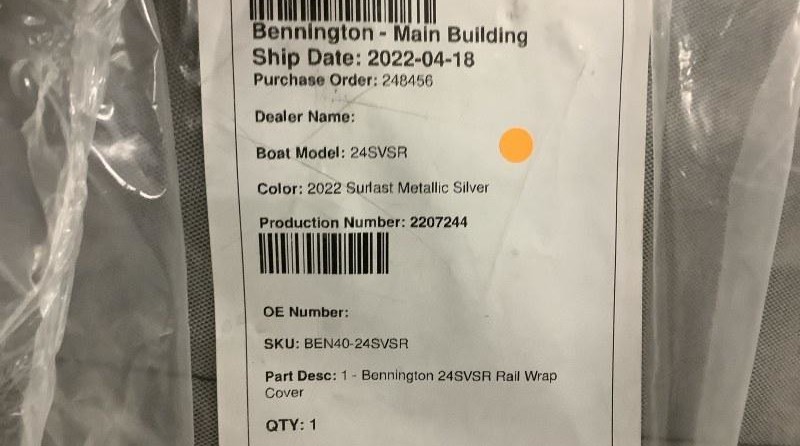 Bennington - Main Building
Ship Date: 2022-04-18
Purchase Order: 248456
Dealer Name:
Boat Model: 24SVSR
Color: 2022 Surlast Metallic Silver
Production Number: 2207244
OE Number:
SKU: BEN40-24SVSR
Part Desc: 1 - Bennington 24SVSR Rail Wrap
Cover
QTY: 1